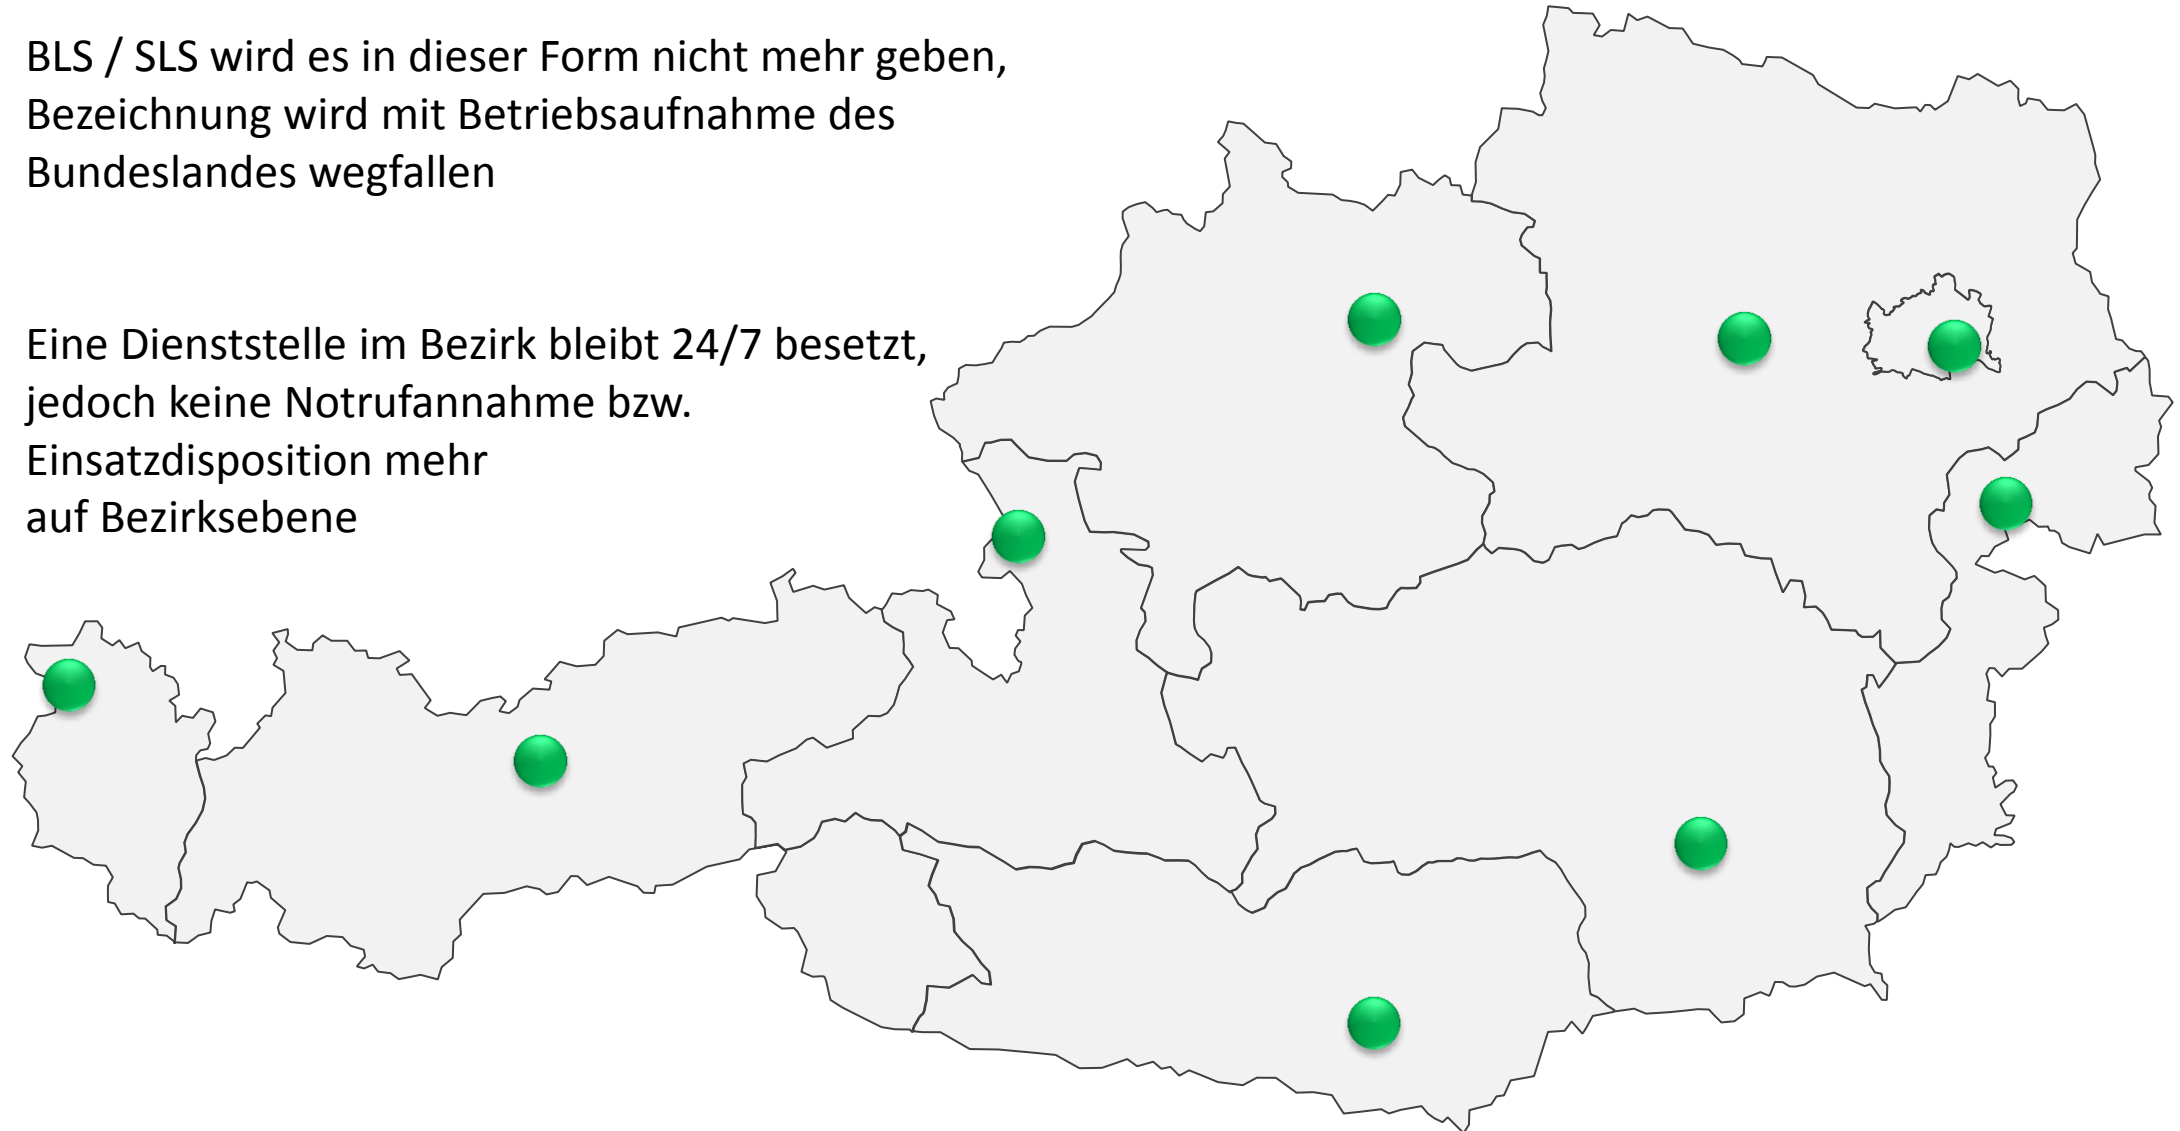 BLS / SLS wird es in dieser Form nicht mehr geben,
Bezeichnung wird mit Betriebsaufnahme des
Bundeslandes wegfallen
Eine Dienststelle im Bezirk bleibt 24/7 besetzt,
jedoch keine Notrufannahme bzw.
Einsatzdisposition mehr
auf Bezirksebene